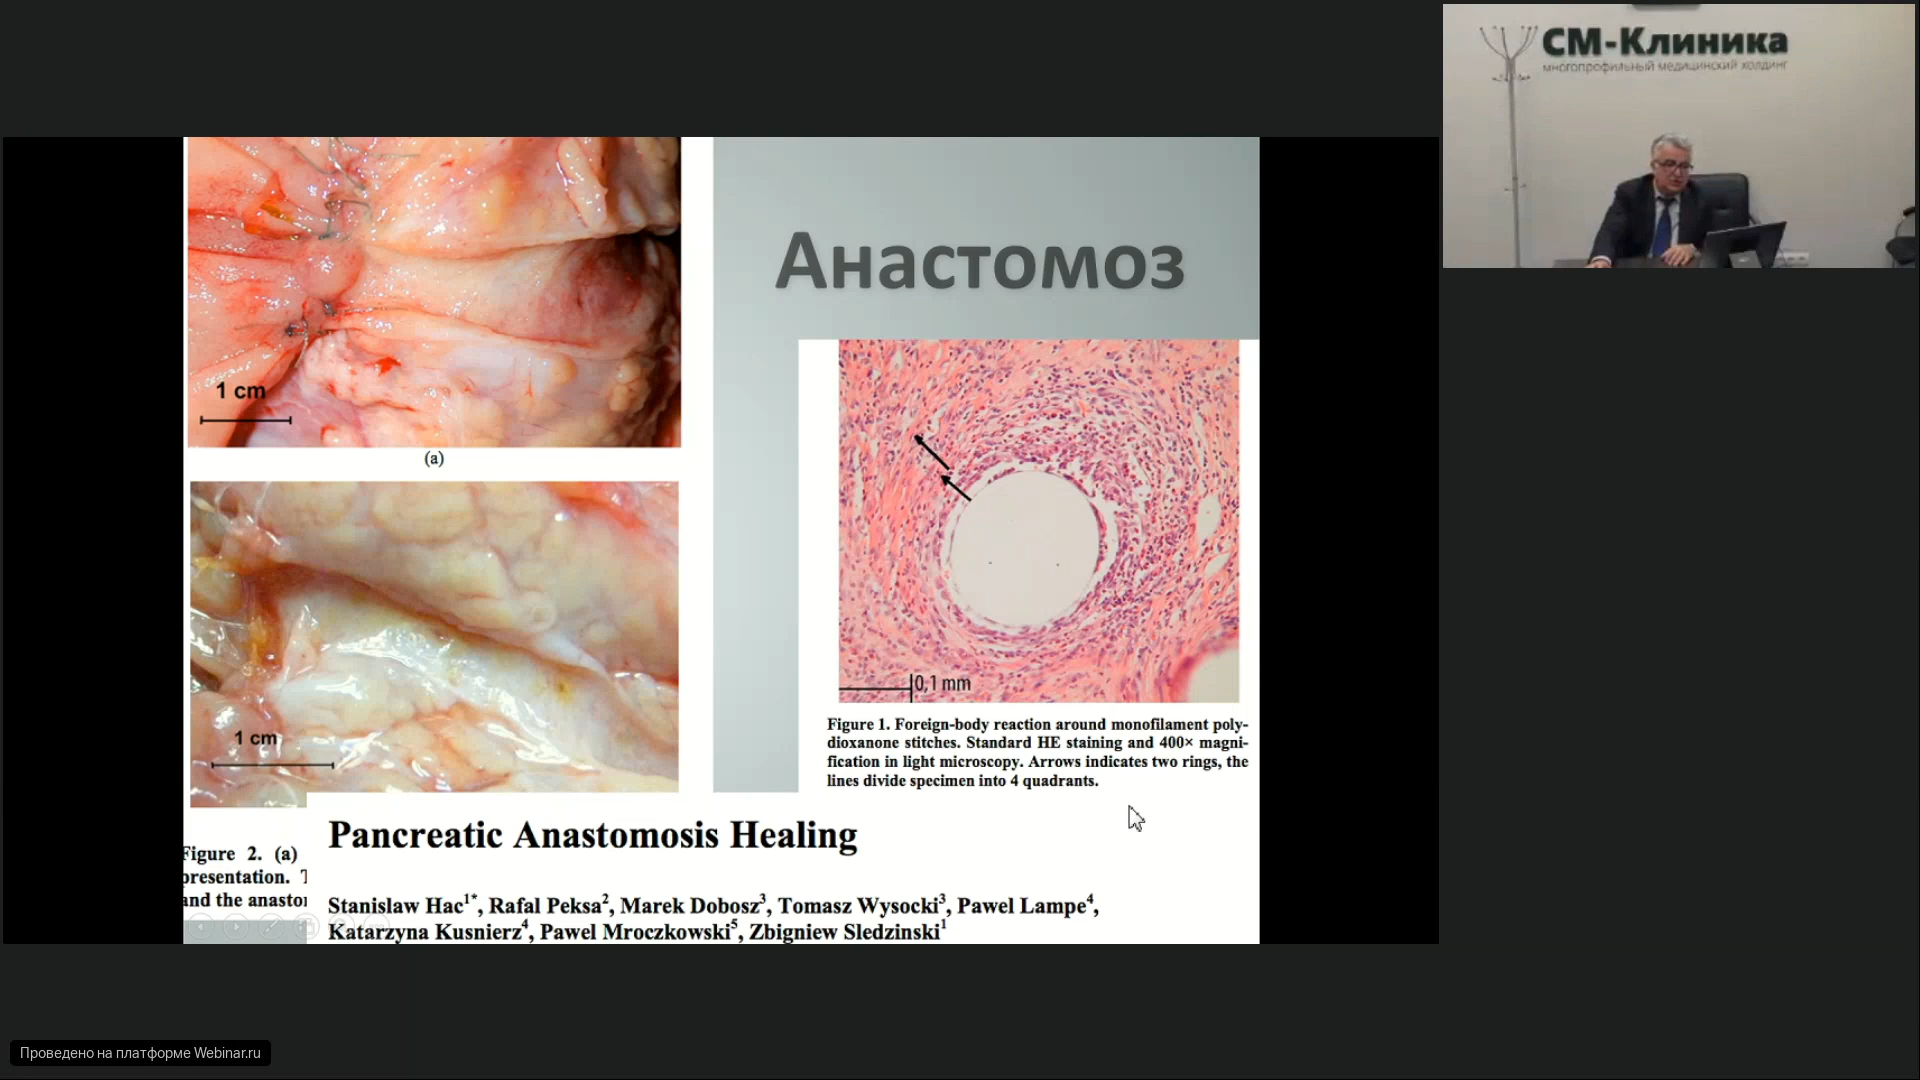 СМ-Клиника
многопрофильный медицинский холдинг
Анастомоз
1 cm
(a)
1 cm
0,1 mm
Figure 1. Foreign-body reaction around monofilament poly-
dioxanone stitches. Standard HE staining and 400× magni-
fication in light microscopy. Arrows indicates two rings, the
lines divide specimen into 4 quadrants.
Figure 2. (a)
presentation.
and the anastor
Pancreatic Anastomosis Healing
Stanislaw Hac1*, Rafal Peksa2, Marek Dobosz3, Tomasz Wysocki3, Pawel Lampe4,
Katarzyna Kusnierz4, Pawel Mroczkowski5, Zbigniew Sledzinski1
Проведено на платформе Webinar.ru